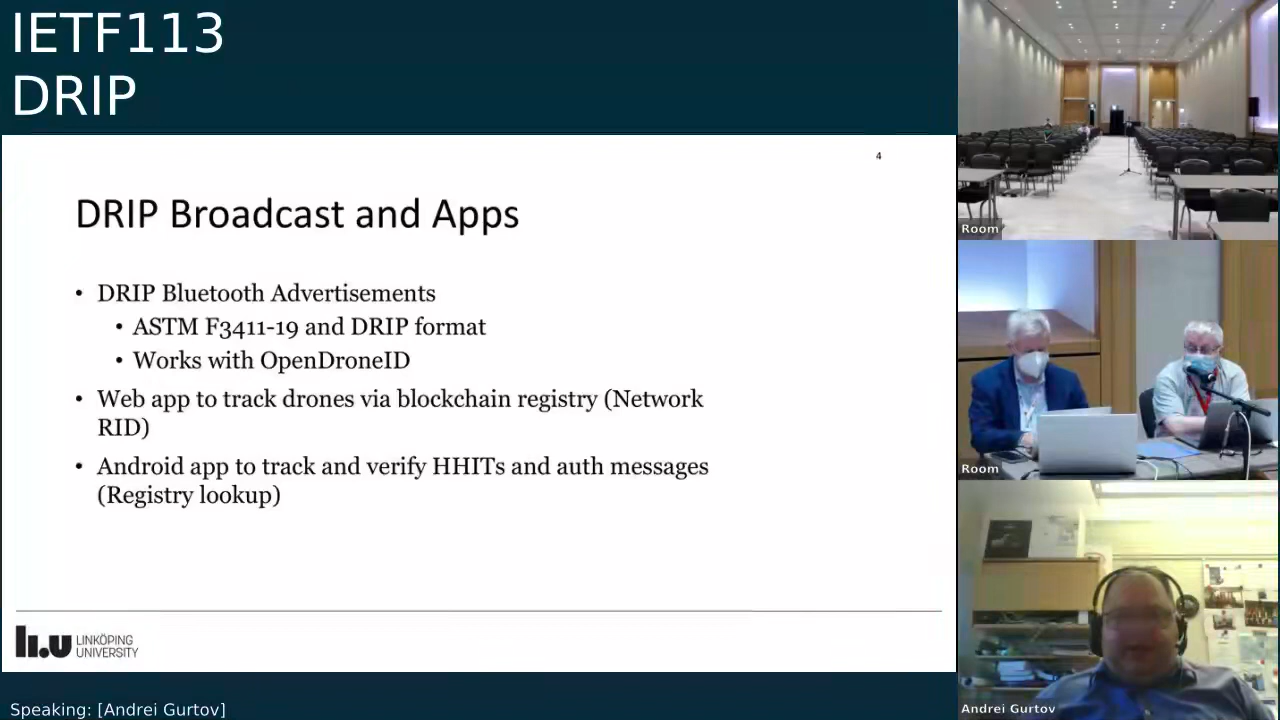 IETF113
DRIP
4
DRIP Broadcast and Apps
• DRIP Bluetooth Advertisements
• ASTM F3411-19 and DRIP format
• Works with OpenDroneID
• Web app to track drones via blockchain registry (Network
RID)
• Android app to track and verify HHITs and auth messages
(Registry lookup)
li.u LINKÖPING
UNIVERSITY
Speaking: [Andrei Gurtov]
Room
Room
Andrei Gurtov